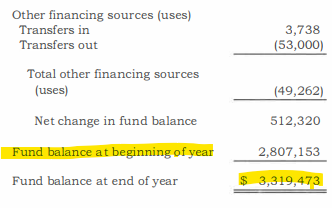 Other financing sources (uses)
Transfers in 3,738
Transfers out (53,000)
Total other financing sources
(uses) (49,262)
Net change in fund balance 512,320
Fund balance at beginning of year 2,807,153
Fund balance at end of year $ 3,319,473